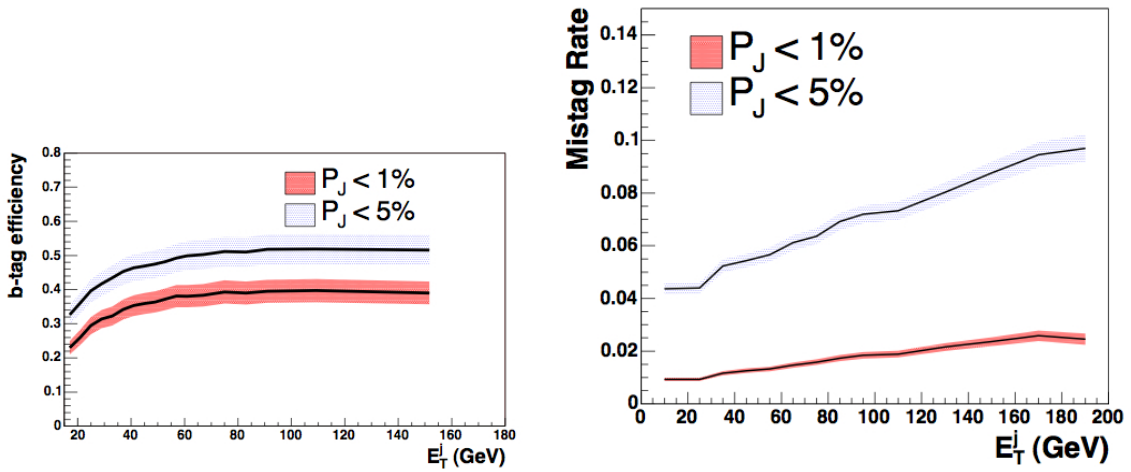 b-tag efficiency
0.8
0.7
0.6
0.5
0.4
0.3
0.2
0.1
0
P_J < 1%
P_J < 5%
20 40 60 80 100 120 140 160 180
E_T^j (GeV)
Mistag Rate
0.14
0.12
0.1
0.08
0.06
0.04
0.02
0
P_J < 1%
P_J < 5%
0 20 40 60 80 100 120 140 160 180 200
E_T^j (GeV)